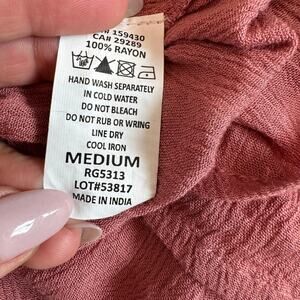 # 159430
CA# 29289
100% RAYON
HAND WASH SEPARATELY
IN COLD WATER
DO NOT BLEACH
DO NOT RUB OR WRING
LINE DRY
COOL IRON
MEDIUM
RG5313
LOT#53817
MADE IN INDIA